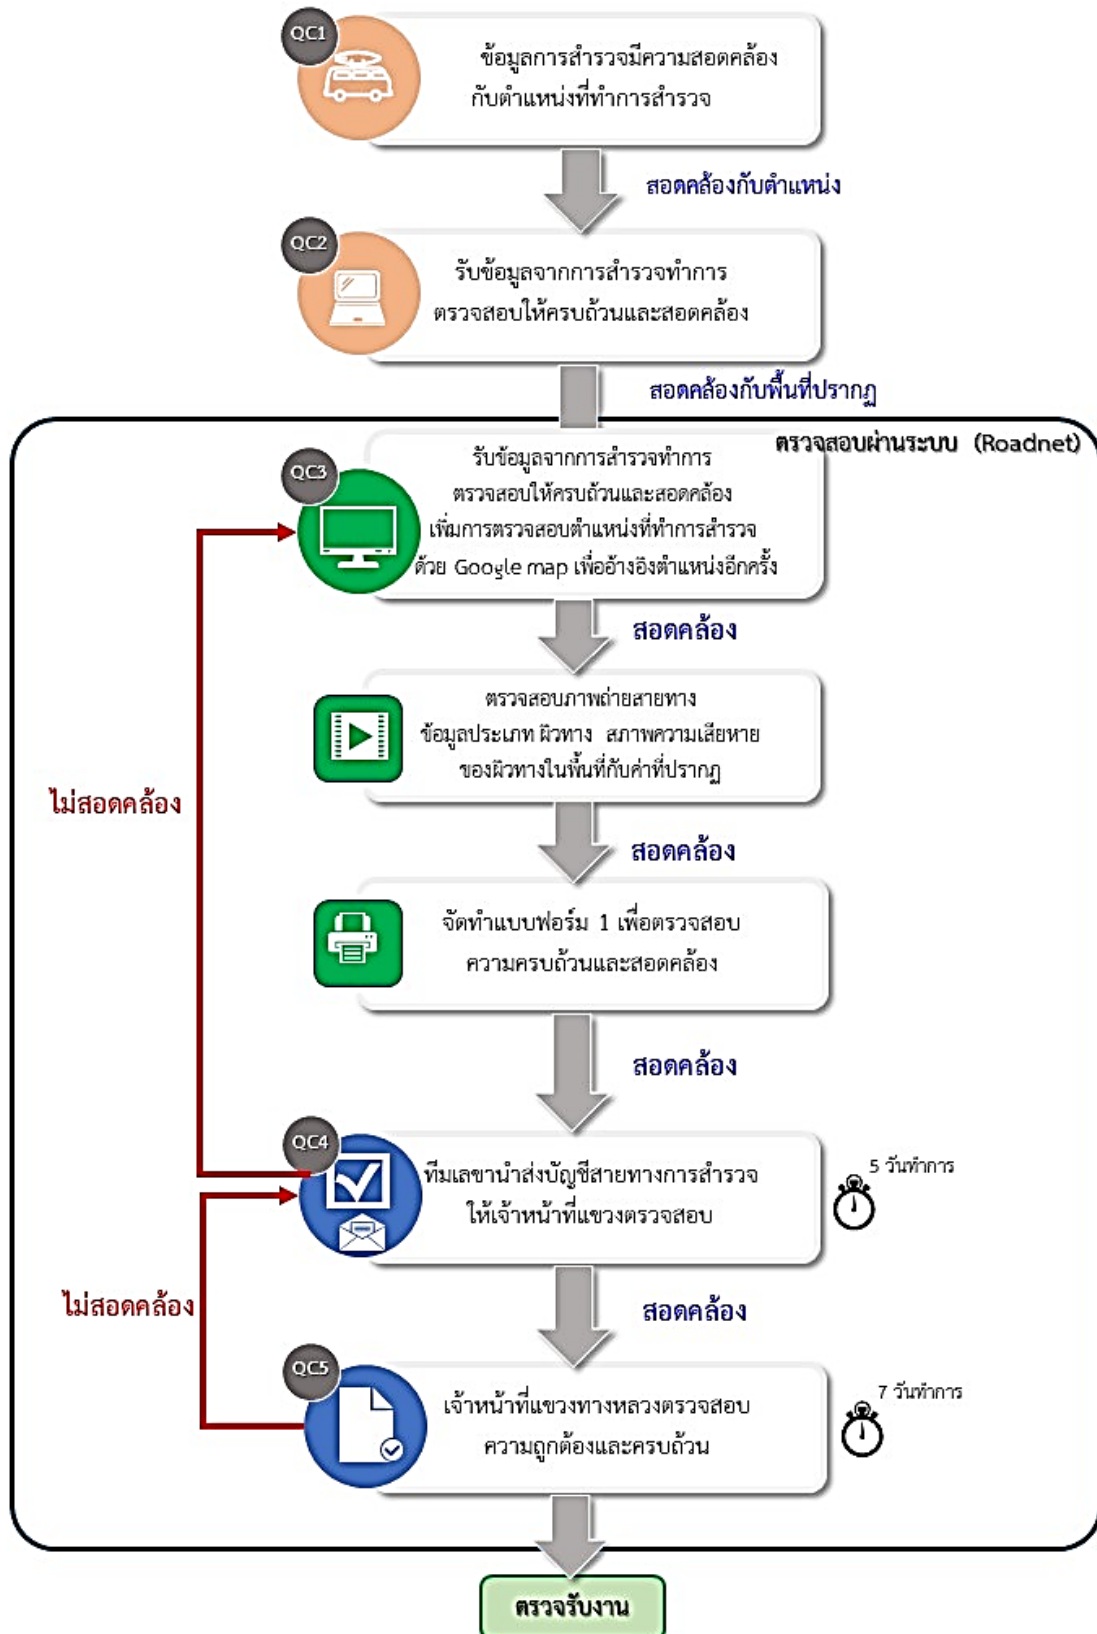 QC1
ข้อมูลการสำรวจมีความสอดคล้อง
กับตำแหน่งที่ทำการสำรวจ
สอดคล้องกับตำแหน่ง
QC2
รับข้อมูลจากการสำรวจทำการ
ตรวจสอบให้ครบถ้วนและสอดคล้อง
สอดคล้องกับพื้นที่ปรากฏ
ตรวจสอบผ่านระบบ (Roadnet)
QC3
รับข้อมูลจากการสำรวจทำการ
ตรวจสอบให้ครบถ้วนและสอดคล้อง
เพิ่มการตรวจสอบตำแหน่งที่ทำการสำรวจ
ด้วย Google map เพื่ออ้างอิงตำแหน่งอีกครั้ง
สอดคล้อง
ตรวจสอบภาพถ่ายสายทาง
ข้อมูลประเภท ผิวทาง สภาพความเสียหาย
ของผิวทางในพื้นที่กับค่าที่ปรากฏ
ไม่สอดคล้อง
สอดคล้อง
จัดทำแบบฟอร์ม 1 เพื่อตรวจสอบ
ความครบถ้วนและสอดคล้อง
สอดคล้อง
QC4
ทีมเลขานำส่งบัญชีสายทางการสำรวจ
ให้เจ้าหน้าที่แขวงตรวจสอบ
5 วันทำการ
ไม่สอดคล้อง
สอดคล้อง
QC5
เจ้าหน้าที่แขวงทางหลวงตรวจสอบ
ความถูกต้องและครบถ้วน
7 วันทำการ
ตรวจรับงาน